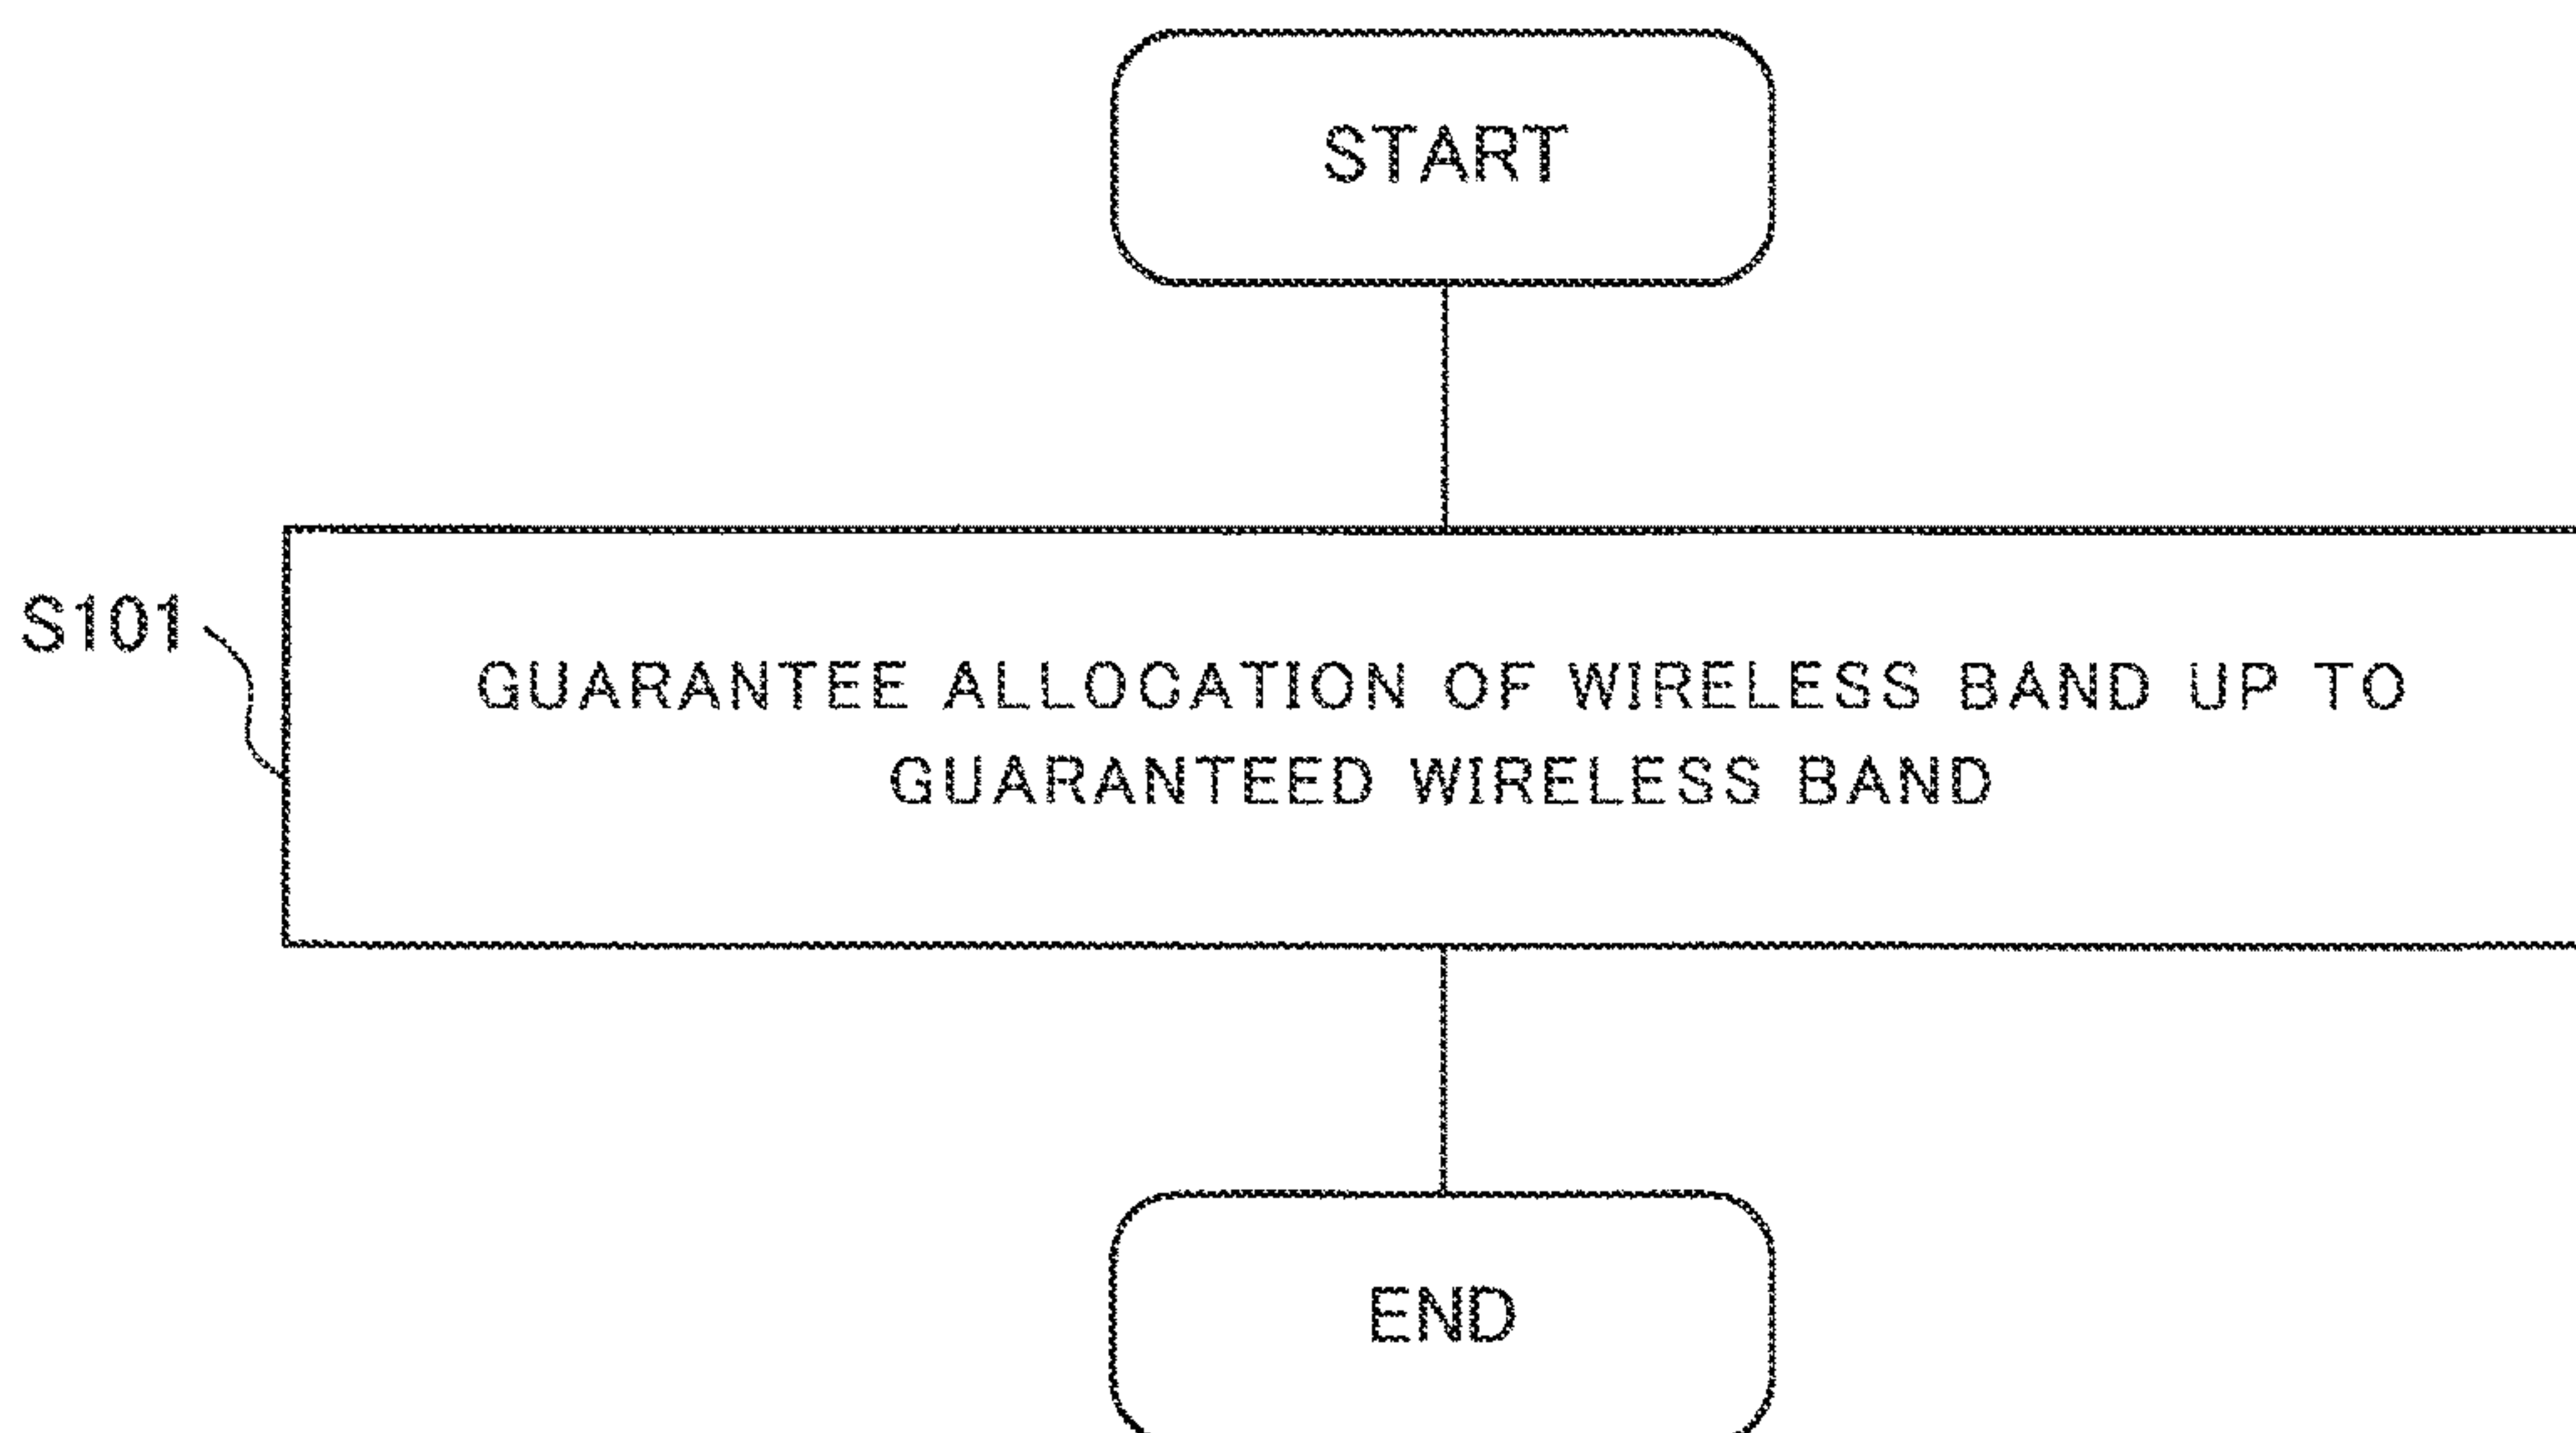 START
S101
GUARANTEE ALLOCATION OF WIRELESS BAND UP TO
GUARANTEED WIRELESS BAND
END